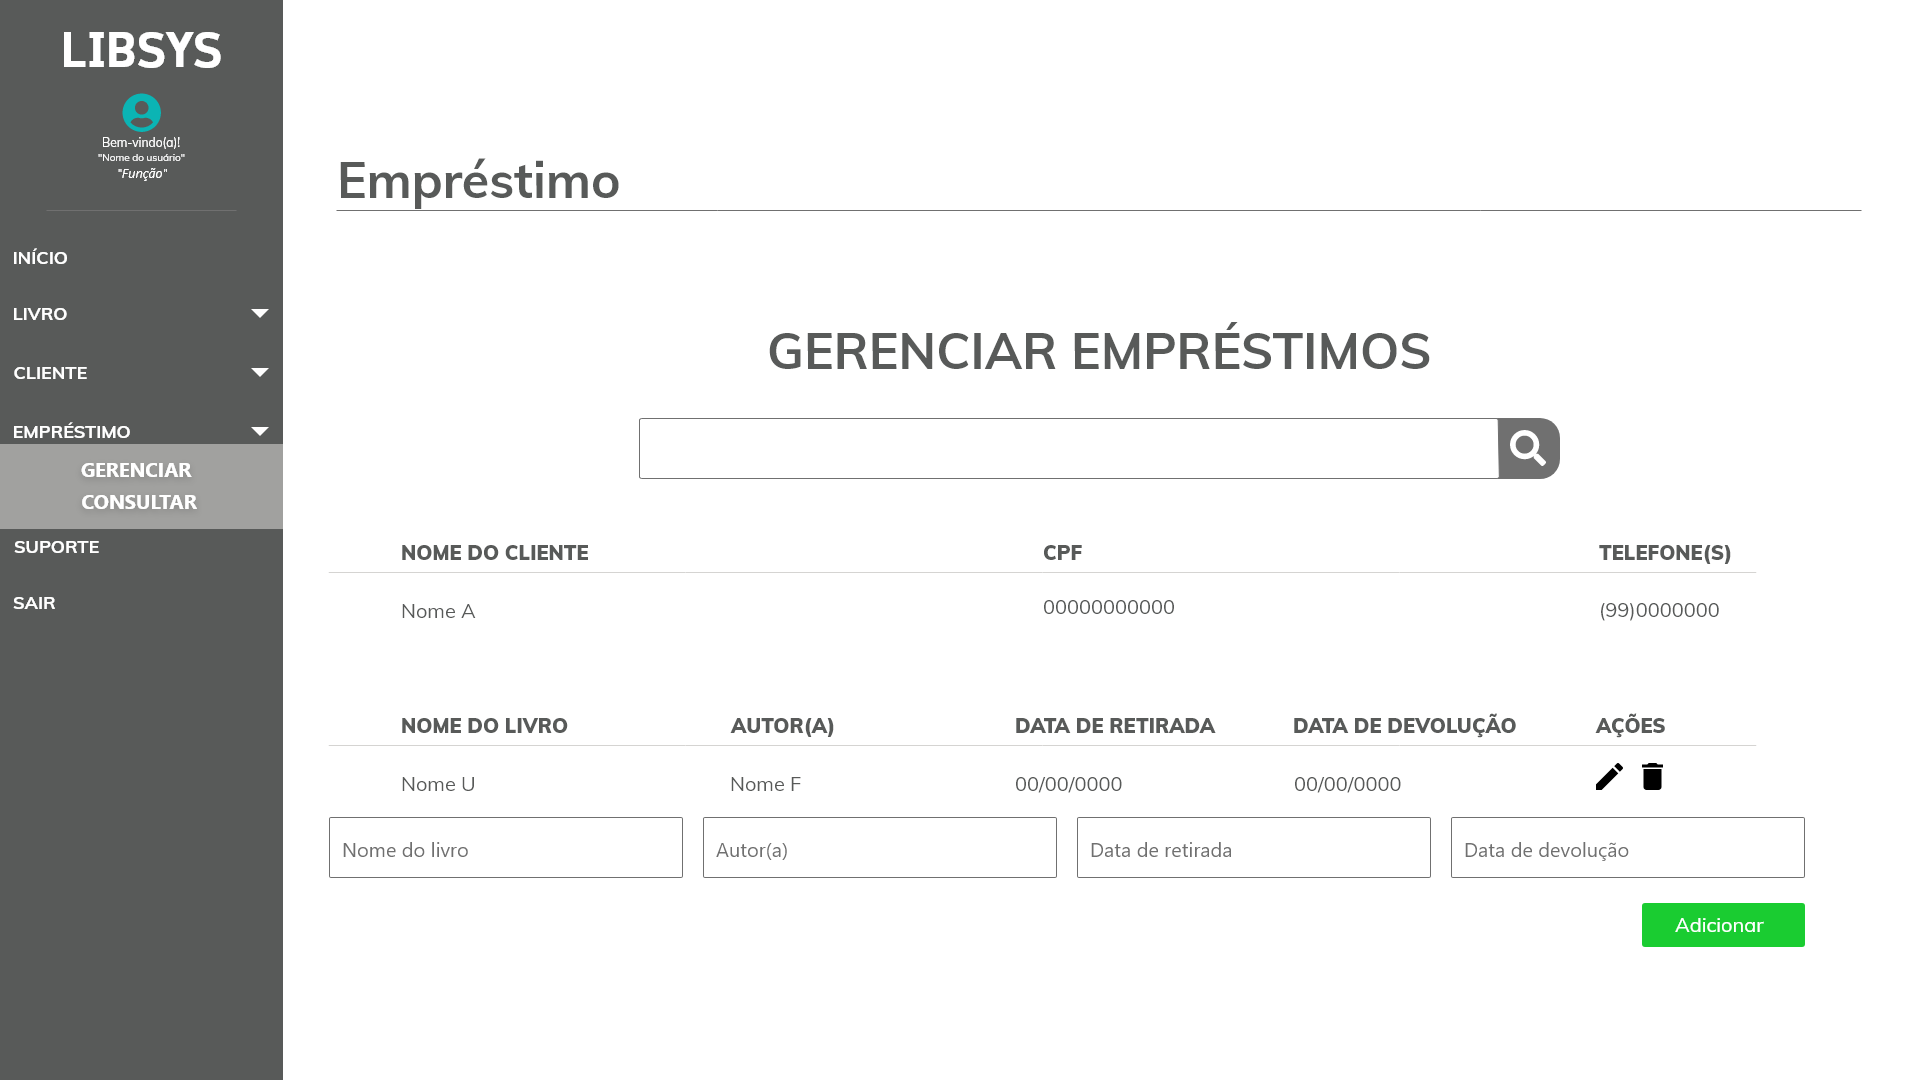 LIBSYS
Bem-vindo(a)!
"Nome do usuário"
"Função"
INÍCIO
LIVRO
CLIENTE
EMPRÉSTIMO
GERENCIAR
CONSULTAR
SUPORTE
SAIR
Empréstimo
GERENCIAR EMPRÉSTIMOS
NOME DO CLIENTE CPF TELEFONE(S)
Nome A 00000000000 (99)0000000
NOME DO LIVRO AUTOR(A) DATA DE RETIRADA DATA DE DEVOLUÇÃO AÇÕES
Nome U Nome F 00/00/0000 00/00/0000
Nome do livro Autor(a) Data de retirada Data de devolução
Adicionar